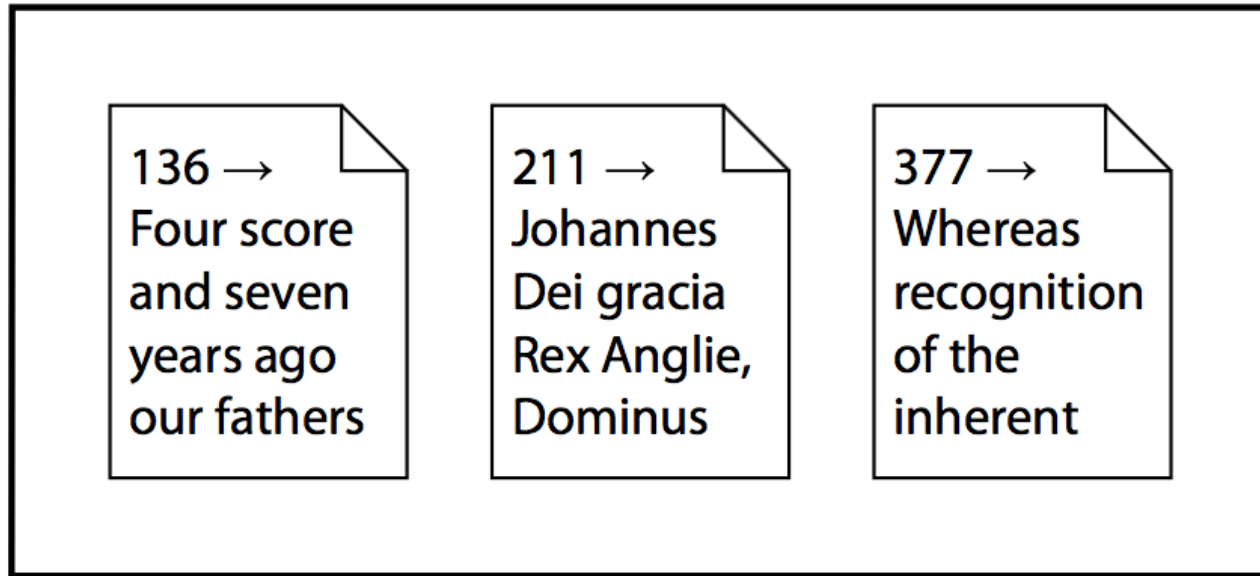 136 →
Four score
and seven
years ago
our fathers
211 →
Johannes
Dei gracia
Rex Anglie,
Dominus
377 →
Whereas
recognition
of the
inherent